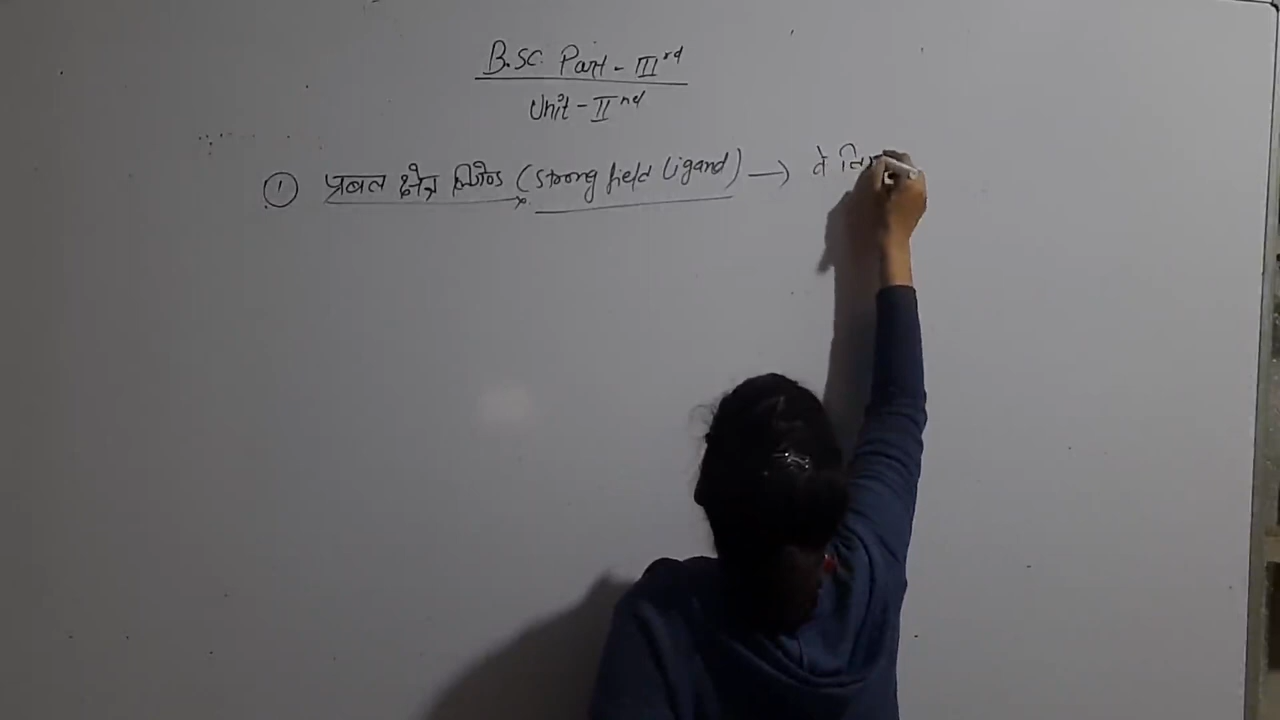 B.SC. Part - III rd
Unit - II nd
① प्रबल क्षेत्र लिगेंड (strong field Ligand) → वे